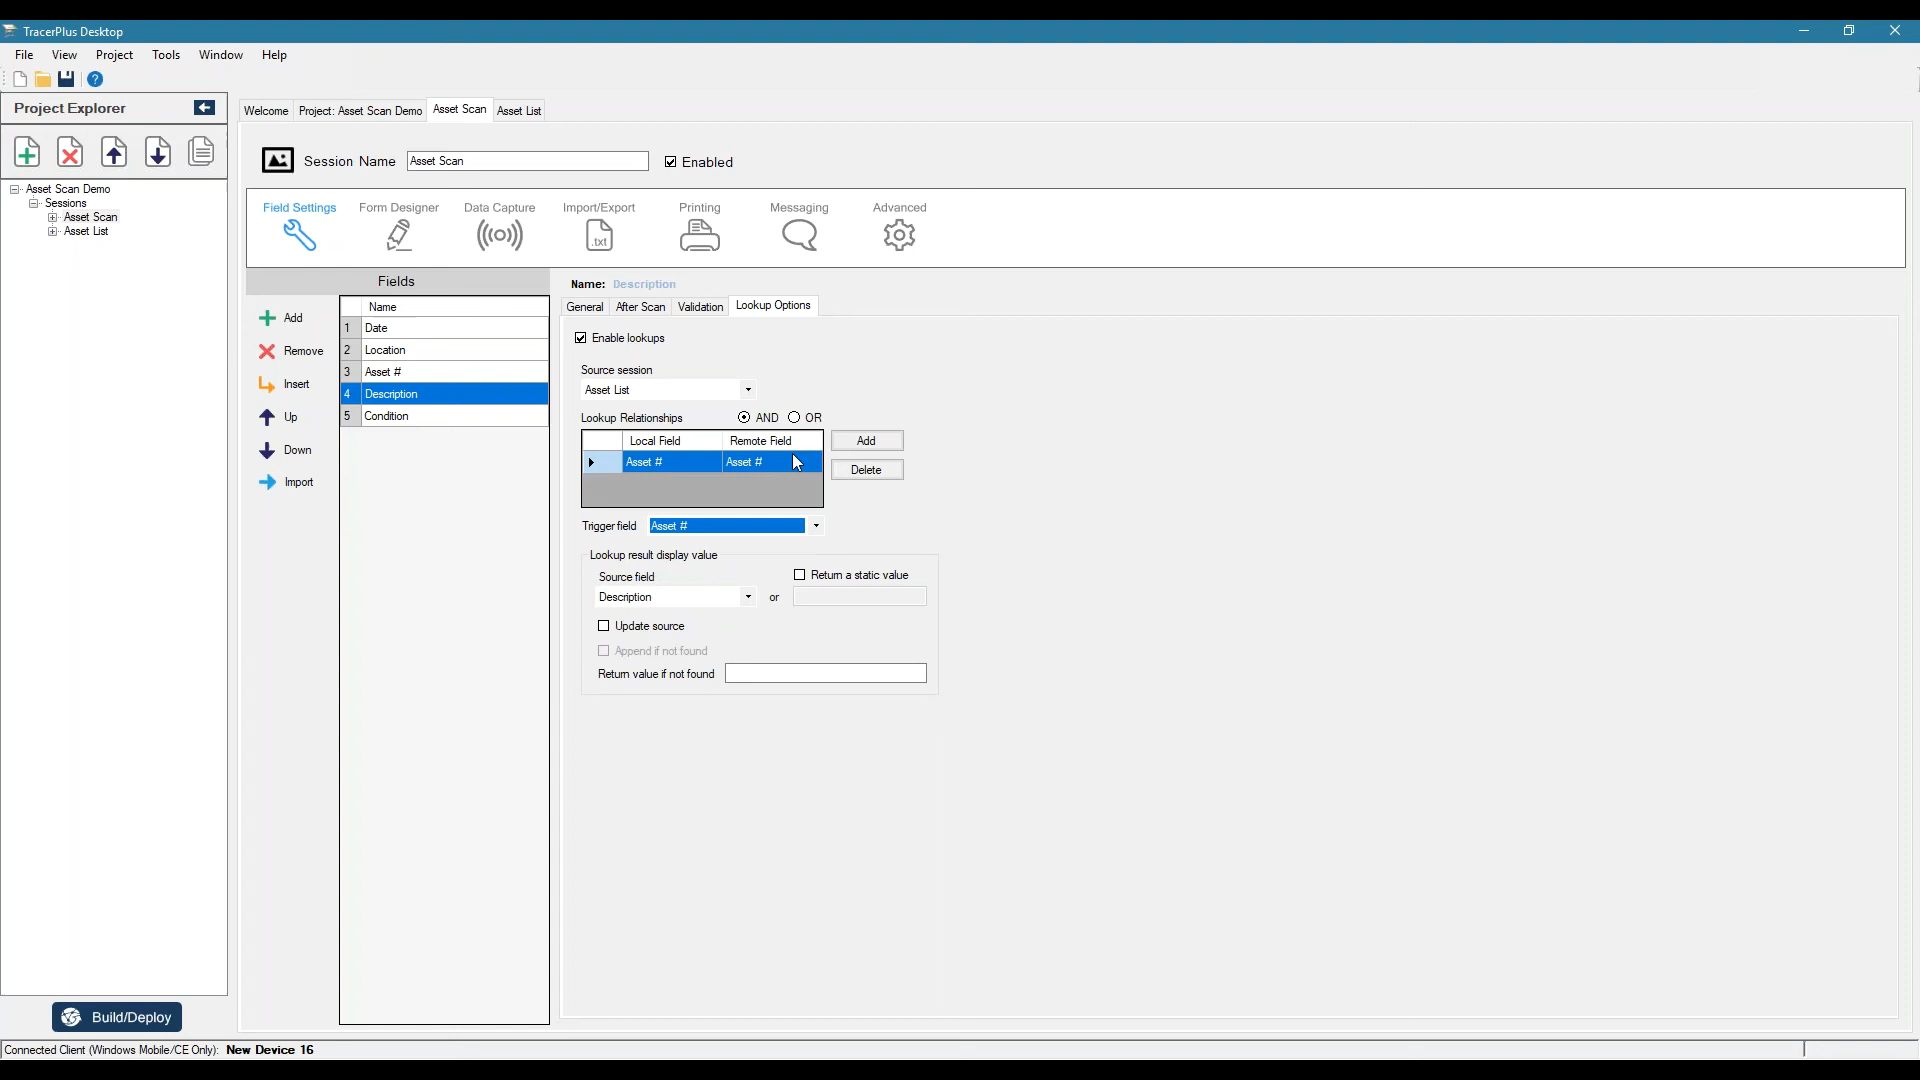 TracerPlus Desktop
File View Project Tools Window Help
?
Project Explorer
Welcome Project: Asset Scan Demo Asset Scan Asset List
Session Name Asset Scan Enabled
Asset Scan Demo
Sessions
Asset Scan
Asset List
Field Settings Form Designer Data Capture Import/Export Printing Messaging Advanced
.txt
Fields
Add
Remove
Insert
Up
Down
Import
Name
1 Date
2 Location
3 Asset #
4 Description
5 Condition
Name: Description
General After Scan Validation Lookup Options
Enable lookups
Source session
Asset List
Lookup Relationships AND OR
Local Field Remote Field Add
Asset # Asset # Delete
Trigger field Asset #
Lookup result display value
Source field Return a static value
Description or
Update source
Append if not found
Return value if not found
Build/Deploy
Connected Client (Windows Mobile/CE Only): New Device 16